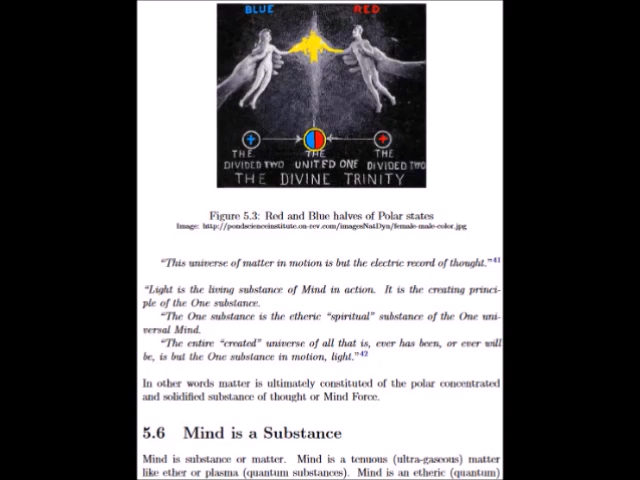 BLUE RED
THE THE THE
DIVIDED TWO UNITED ONE DIVIDED TWO
THE DIVINE TRINITY
Figure 5.3: Red and Blue halves of Polar states
Image: http://pondscienceinstitute.on-rev.com/imagesNatDyn/female-male-color.jpg
“This universe of matter in motion is but the electric record of thought.”41
“Light is the living substance of Mind in action. It is the creating princi-
ple of the One substance.
“The One substance is the etheric “spiritual” substance of the One uni-
versal Mind.
“The entire “created” universe of all that is, ever has been, or ever will
be, is but the One substance in motion, light.”42
In other words matter is ultimately constituted of the polar concentrated
and solidified substance of thought or Mind Force.
5.6 Mind is a Substance
Mind is substance or matter. Mind is a tenuous (ultra-gaseous) matter
like ether or plasma (quantum substances). Mind is an etheric (quantum)